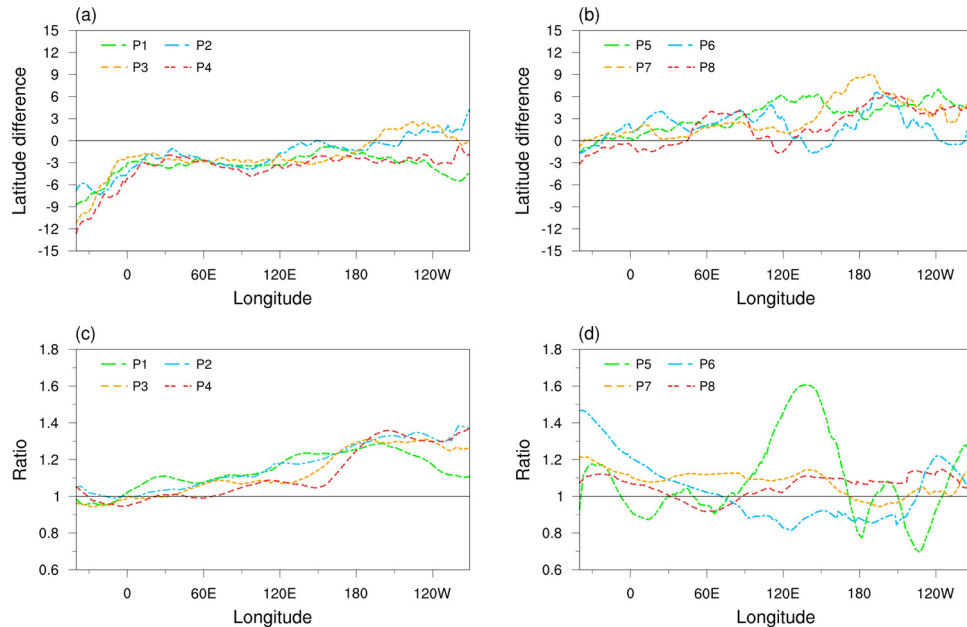 (a)
15
12
9
6
3
0
-3
-6
-9
-12
-15
Latitude difference
P1 P2
P3 P4
0 60E 120E 180 120W
Longitude
(b)
15
12
9
6
3
0
-3
-6
-9
-12
-15
Latitude difference
P5 P6
P7 P8
0 60E 120E 180 120W
Longitude
(c)
1.8
1.6
1.4
1.2
1
0.8
0.6
Ratio
P1 P2
P3 P4
0 60E 120E 180 120W
Longitude
(d)
1.8
1.6
1.4
1.2
1
0.8
0.6
Ratio
P5 P6
P7 P8
0 60E 120E 180 120W
Longitude